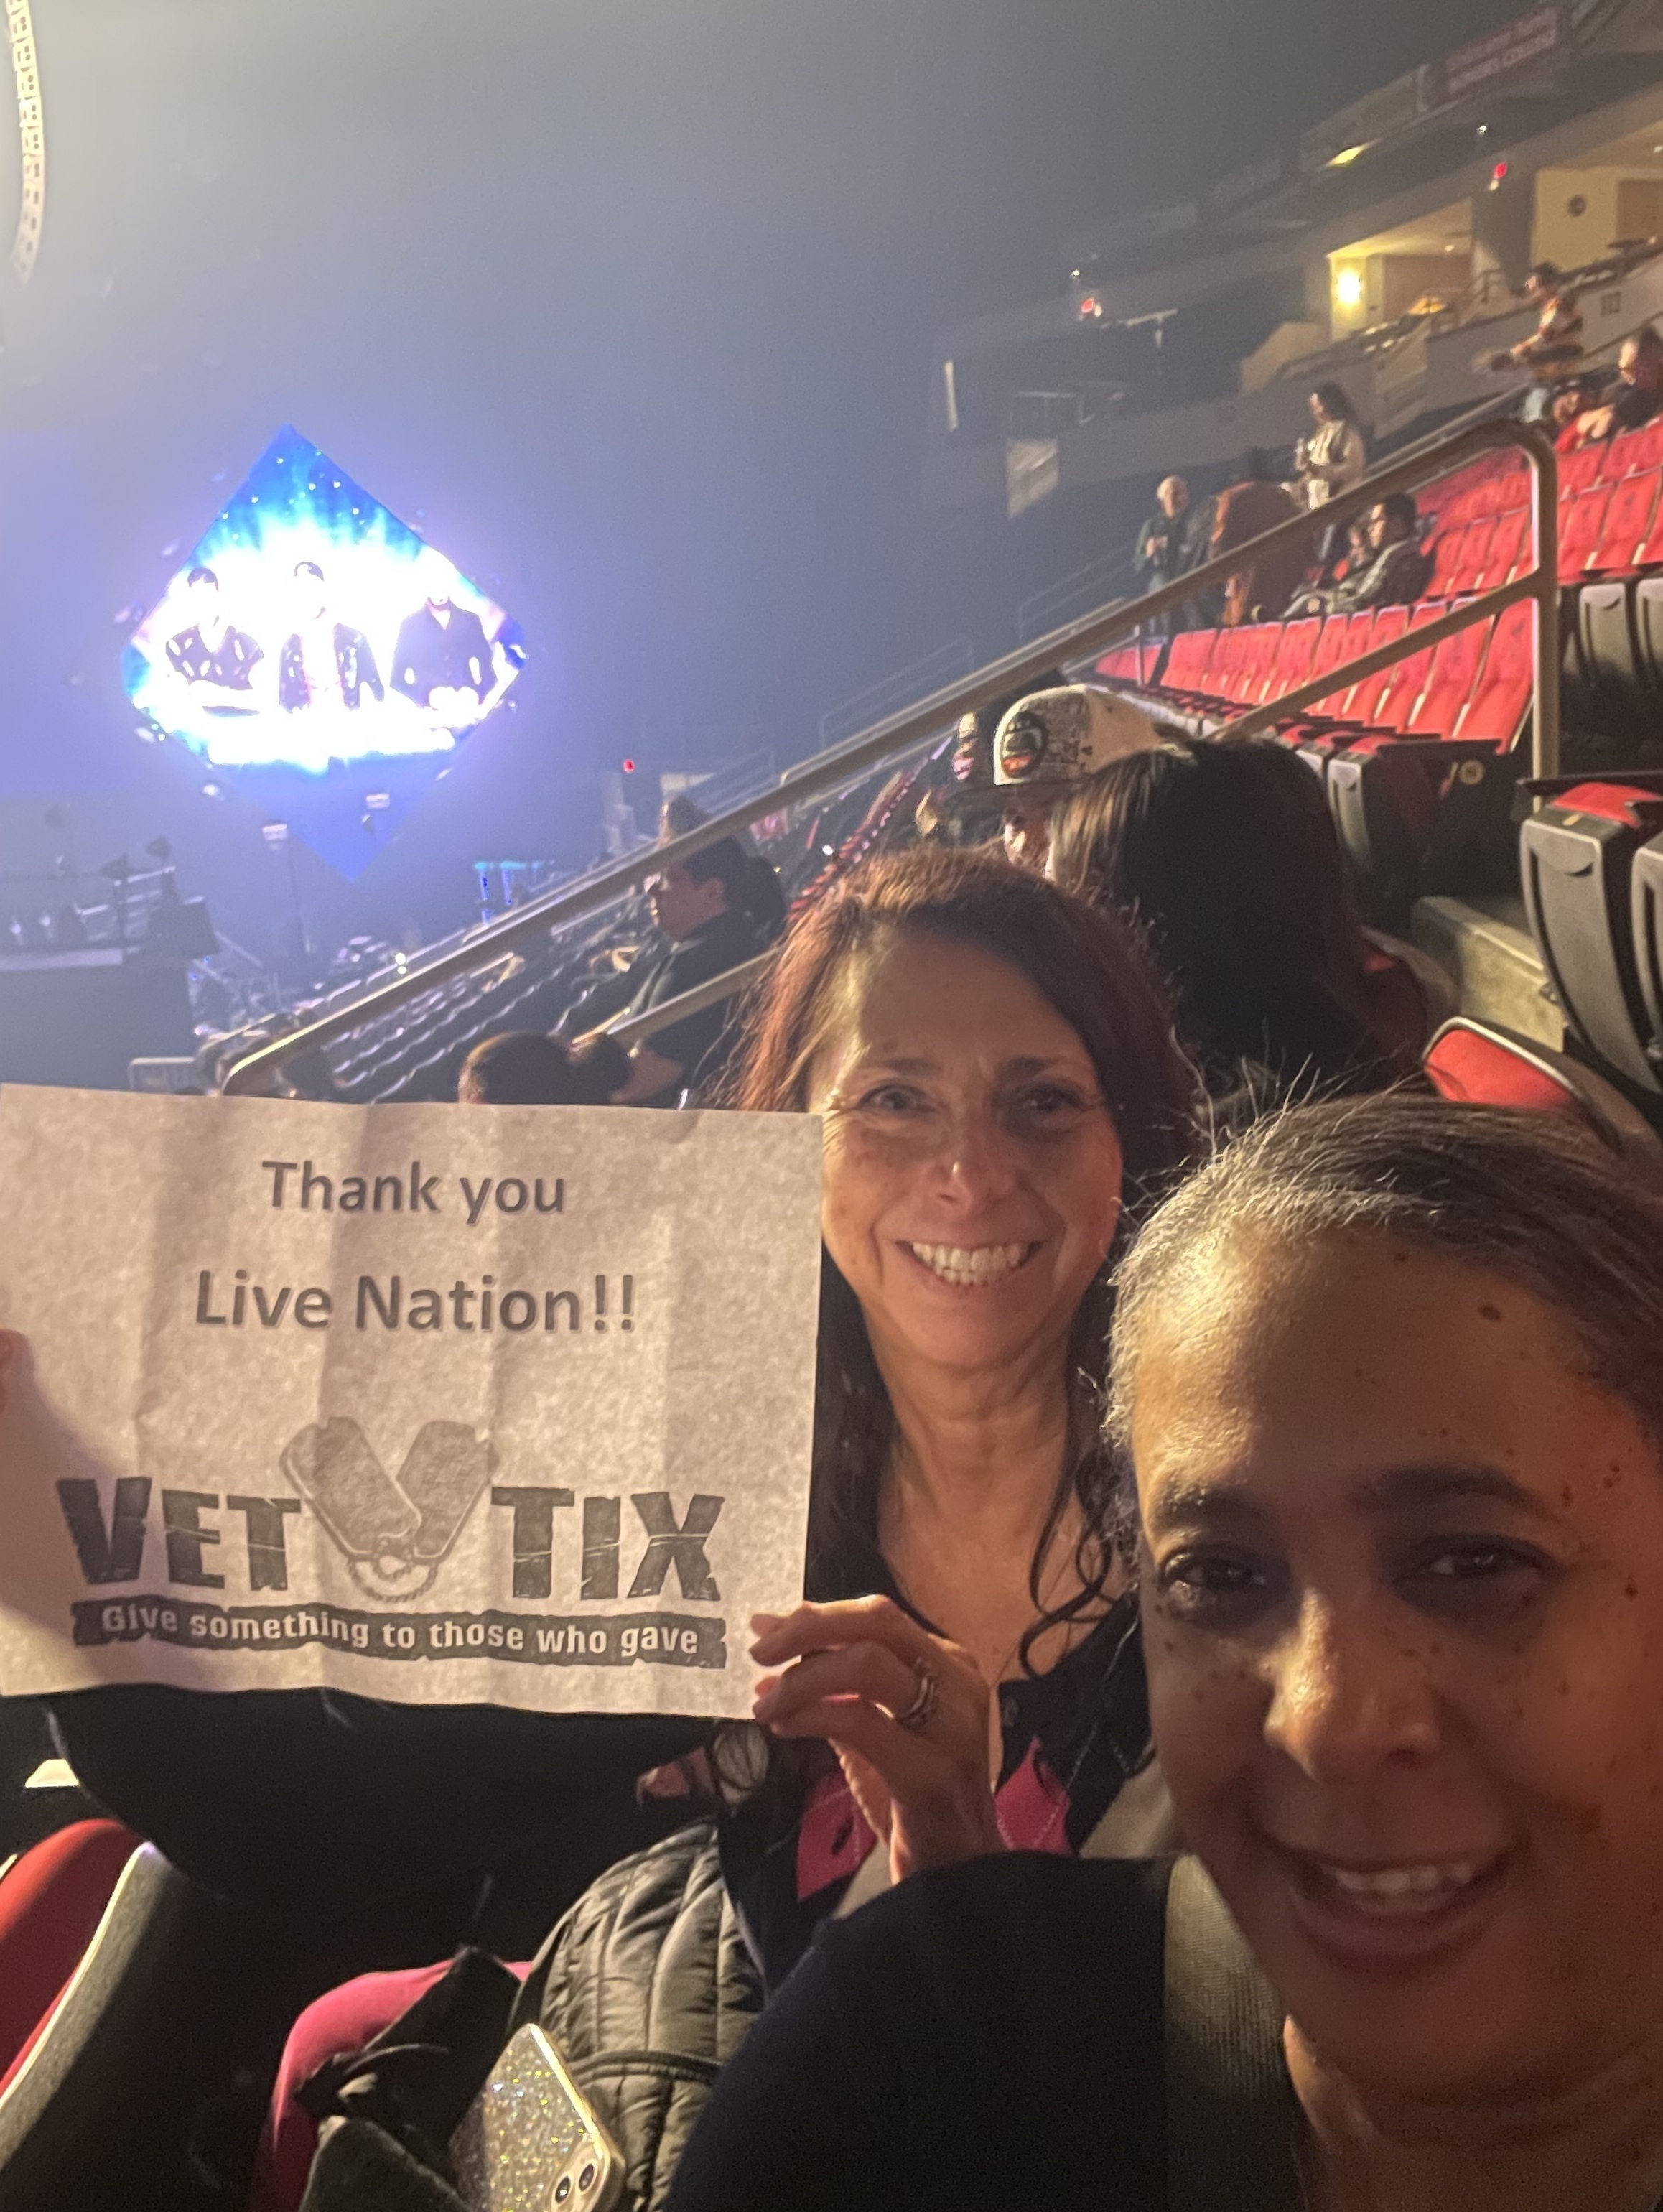 Thank you
Live Nation!!
VET TIX
Give something to those who gave